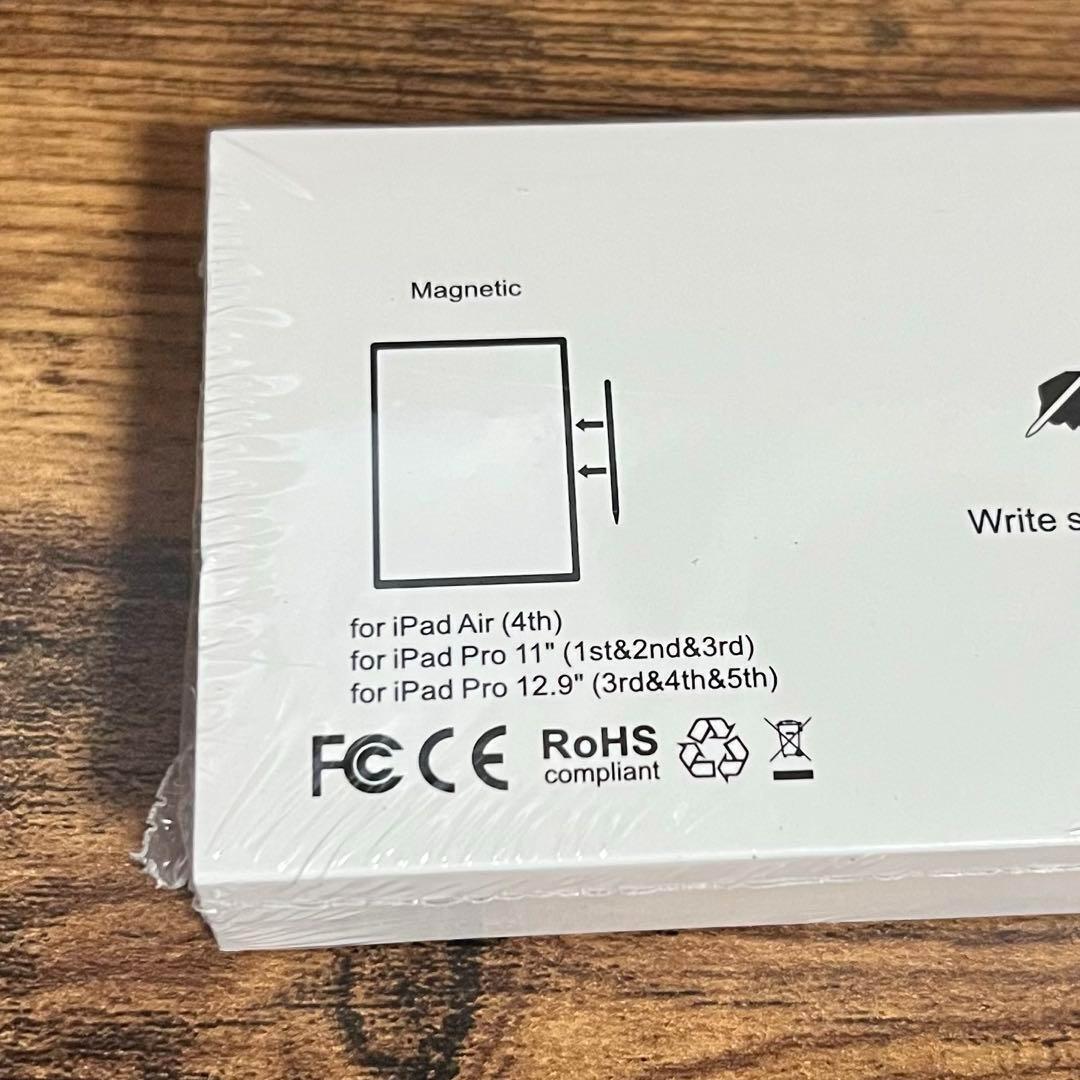 Magnetic
Write
for iPad Air (4th)
for iPad Pro 11" (1st&2nd&3rd)
for iPad Pro 12.9" (3rd&4th&5th)
FC CE RoHS
compliant